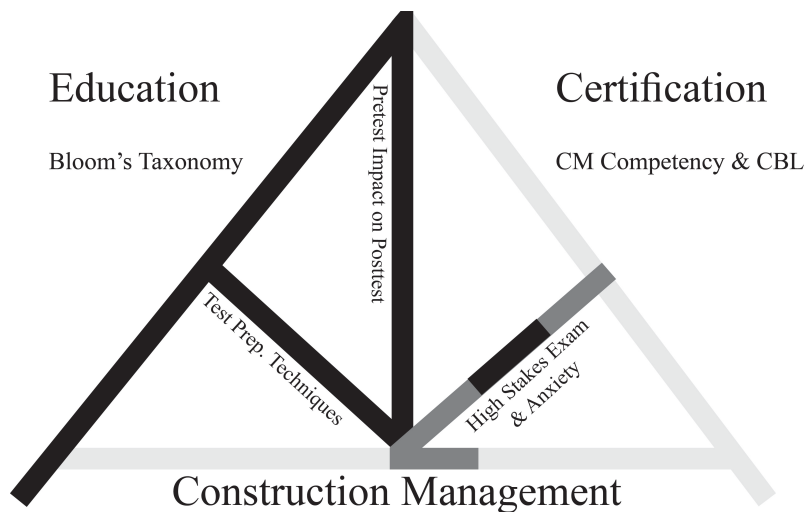 Education
Certification
Bloom’s Taxonomy
CM Competency & CBL
Pretest Impact on Posttest
Test Prep. Techniques
High Stakes Exam
& Anxiety
Construction Management